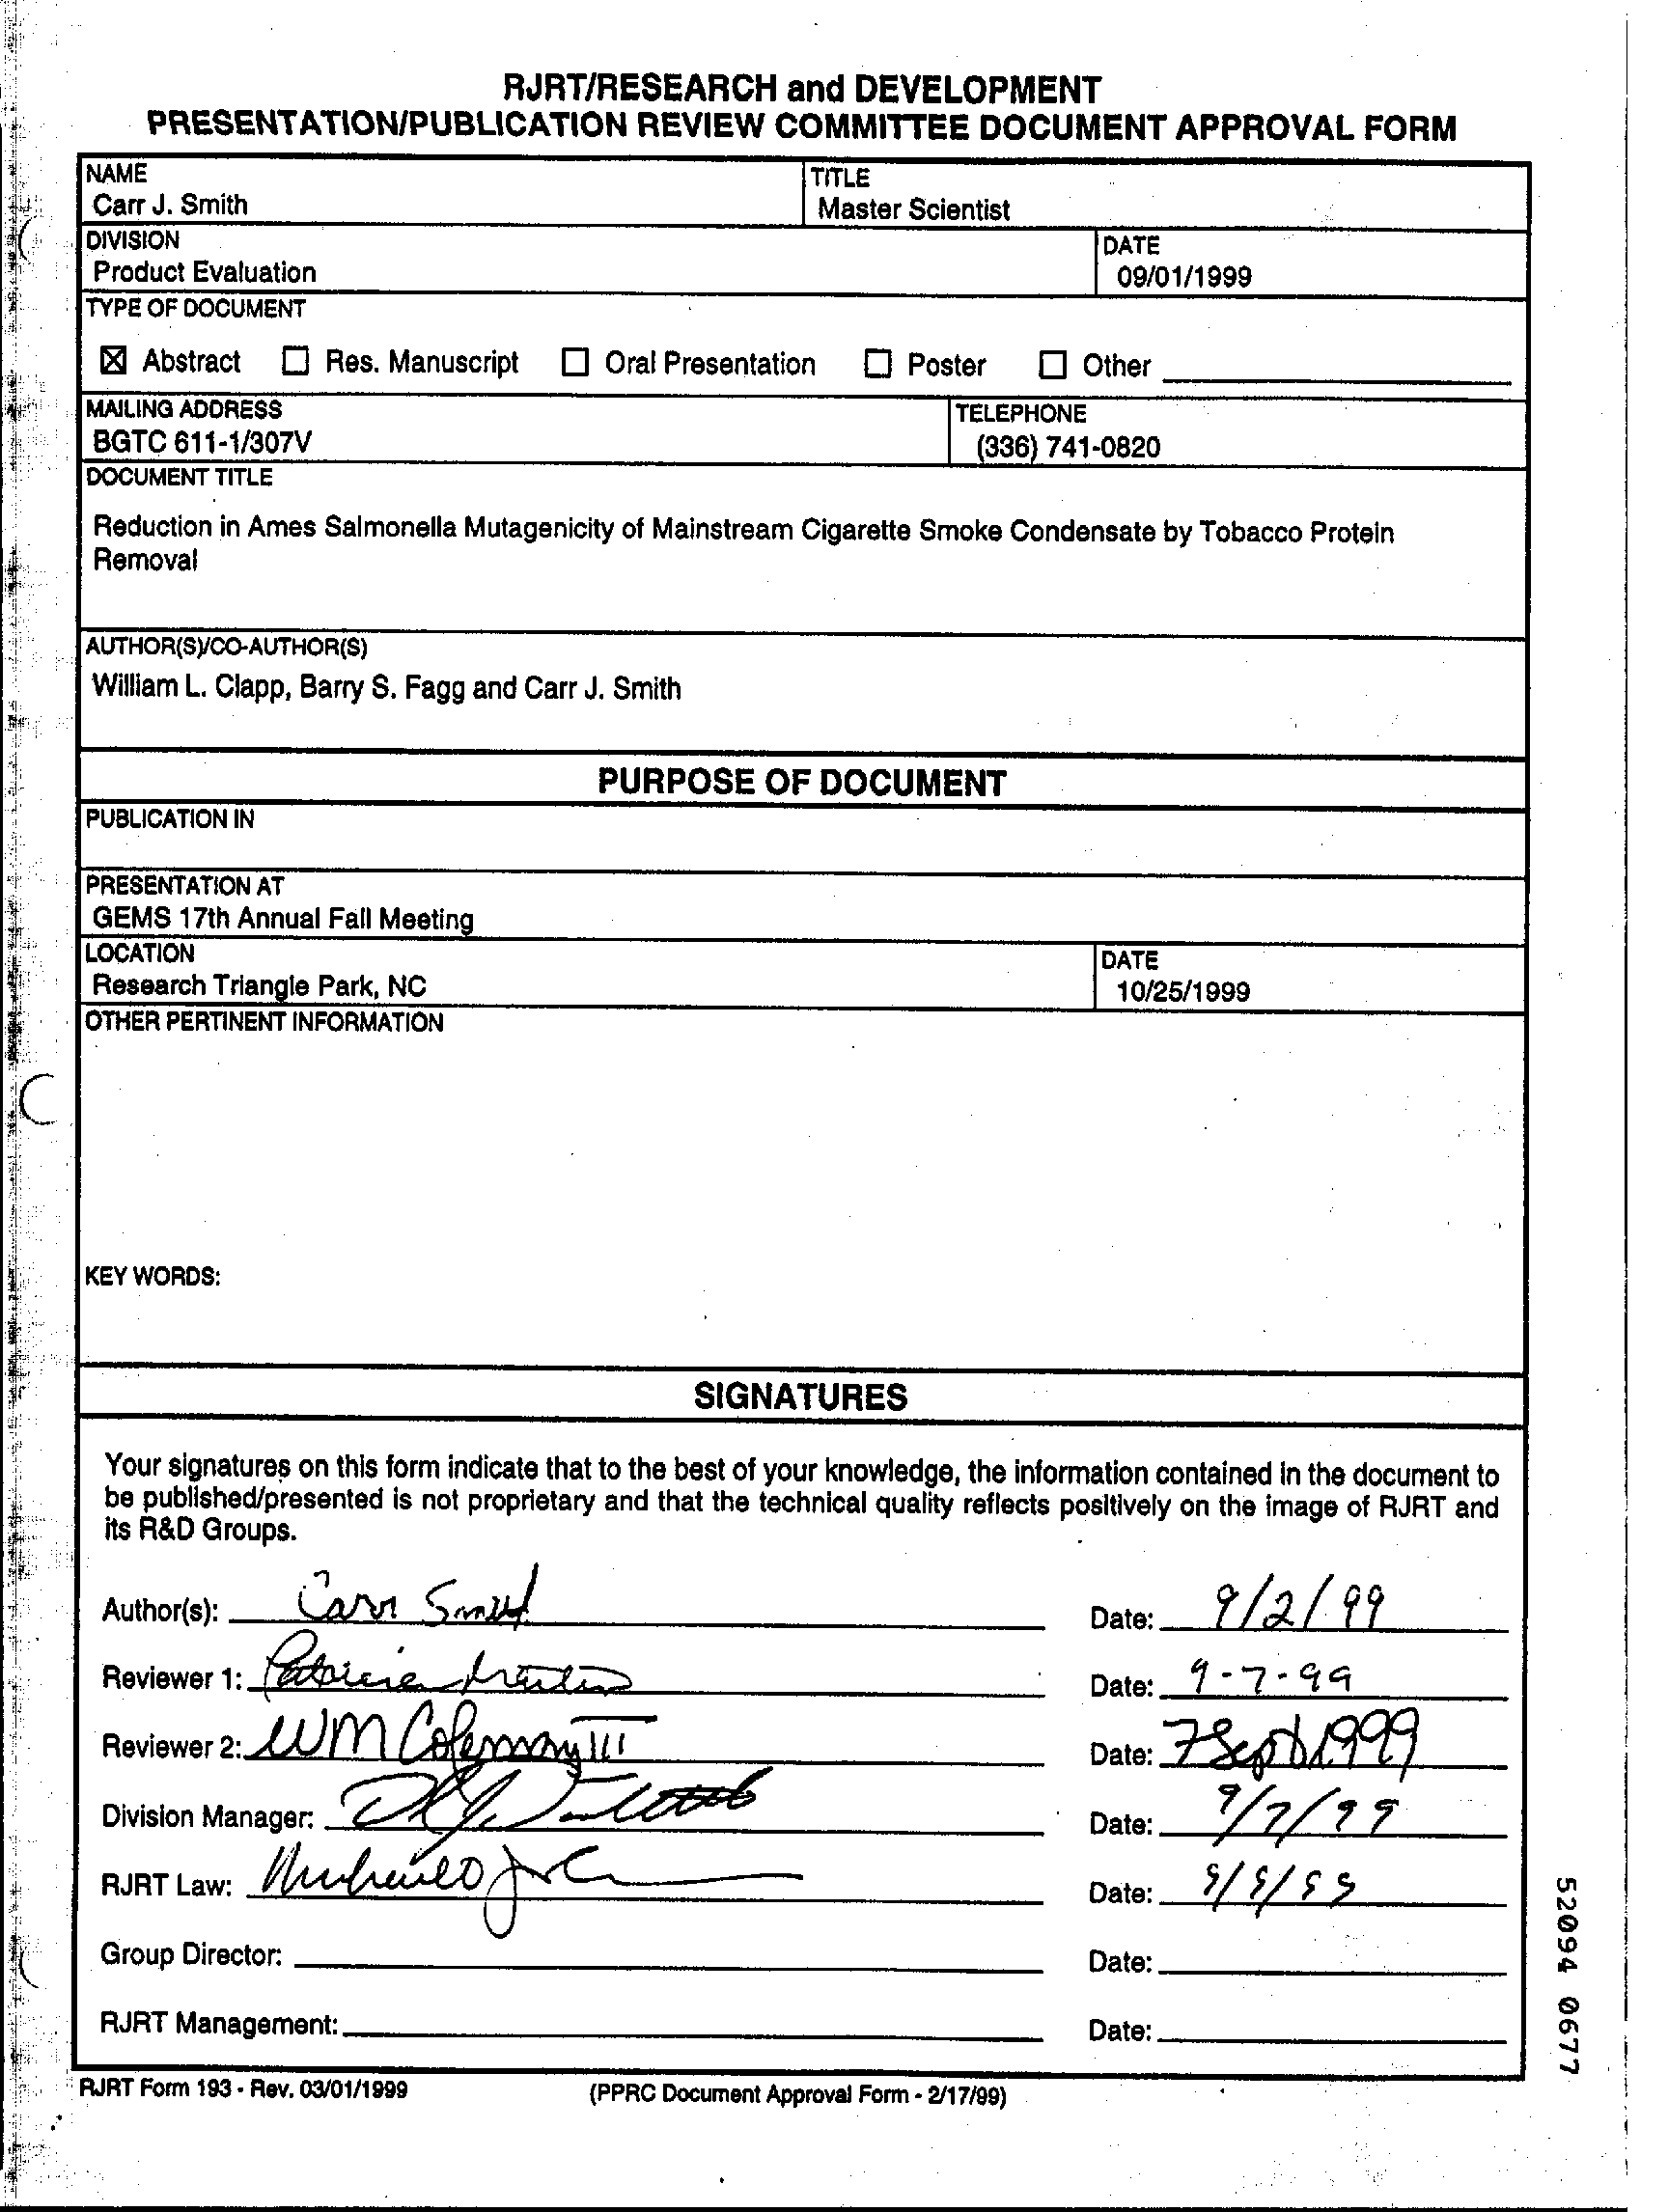 RJRT/RESEARCH and DEVELOPMENT
PRESENTATION/PUBLICATION REVIEW COMMITTEE DOCUMENT APPROVAL FORM
NAME
Carr J. Smith
TITLE
Master Scientist
DIVISION
Product Evaluation
DATE
09/01/1999
TYPE OF DOCUMENT
☒ Abstract ☐ Res. Manuscript ☐ Oral Presentation ☐ Poster ☐ Other
MAILING ADDRESS
BGTC 611-1/307V
TELEPHONE
(336) 741-0820
DOCUMENT TITLE
Reduction in Ames Salmonella Mutagenicity of Mainstream Cigarette Smoke Condensate by Tobacco Protein
Removal
AUTHOR(S)/CO-AUTHOR(S)
William L. Clapp, Barry S. Fagg and Carr J. Smith
PURPOSE OF DOCUMENT
PUBLICATION IN
PRESENTATION AT
GEMS 17th Annual Fall Meeting
LOCATION
Research Triangle Park, NC
DATE
10/25/1999
OTHER PERTINENT INFORMATION
KEY WORDS:
SIGNATURES
Your signatures on this form indicate that to the best of your knowledge, the information contained in the document to
be published/presented is not proprietary and that the technical quality reflects positively on the image of RJRT and
its R&D Groups.
Author(s): Carr Smith Date: 9/2/99
Reviewer 1: Patricia Martin Date: 9-7-99
Reviewer 2: WM Coleman III Date: 7 Sept 1999
Division Manager: Date: 9/7/99
RJRT Law: Date:
Group Director: Date:
RJRT Management: Date:
RJRT Form 193 - Rev. 03/01/1999
(PPRC Document Approval Form - 2/17/99)
52094 0677